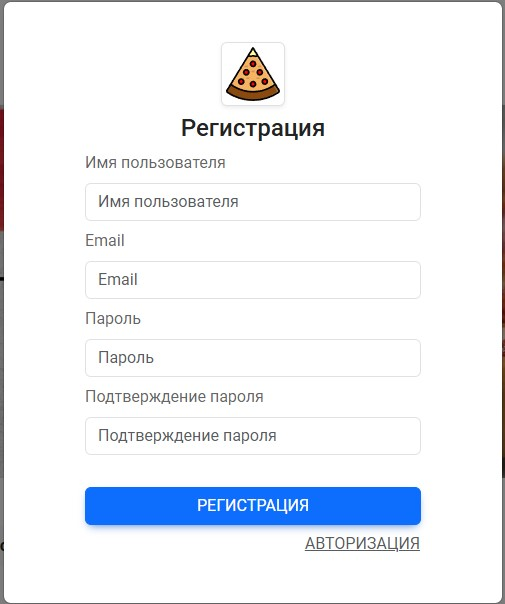 Регистрация
Имя пользователя
Имя пользователя
Email
Email
Пароль
Пароль
Подтверждение пароля
Подтверждение пароля
РЕГИСТРАЦИЯ
АВТОРИЗАЦИЯ